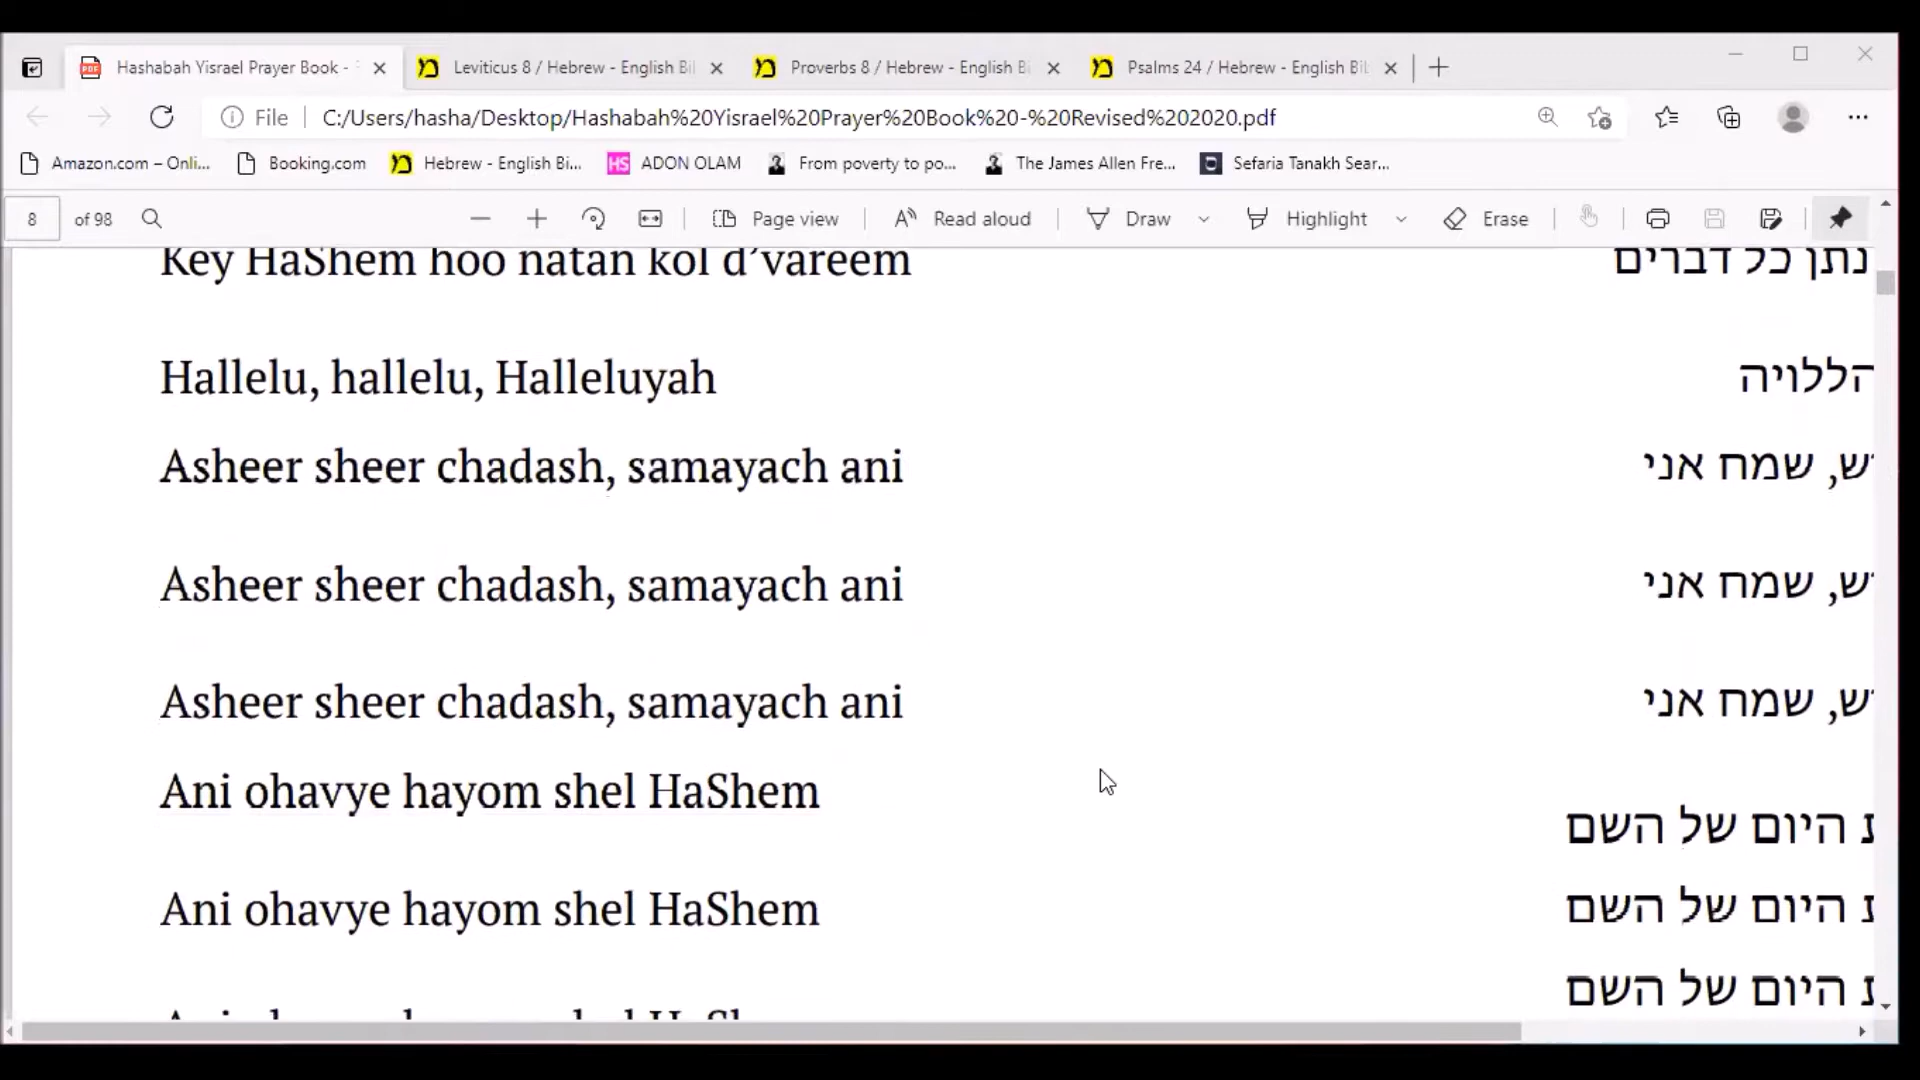 Hashabah Yisrael Prayer Book -
Leviticus 8 / Hebrew - English Bi
Proverbs 8 / Hebrew - English Bi
Psalms 24 / Hebrew - English Bib
File
C:/Users/hasha/Desktop/Hashabah%20Yisrael%20Prayer%20Book%20-%20Revised%202020.pdf
Amazon.com – Onli...
Booking.com
Hebrew - English Bi...
HS ADON OLAM
From poverty to po...
The James Allen Fre...
Sefaria Tanakh Sear...
8 of 98
Page view
Read aloud
Draw
Highlight
Erase
Key HaShem hoo natan kol d’vareem
נתן כל דברים
Hallelu, hallelu, Halleluyah
הללויה
Asheer sheer chadash, samayach ani
ש, שמח אני
Asheer sheer chadash, samayach ani
ש, שמח אני
Asheer sheer chadash, samayach ani
ש, שמח אני
Ani ohavye hayom shel HaShem
ת היום של השם
Ani ohavye hayom shel HaShem
ת היום של השם
ת היום של השם